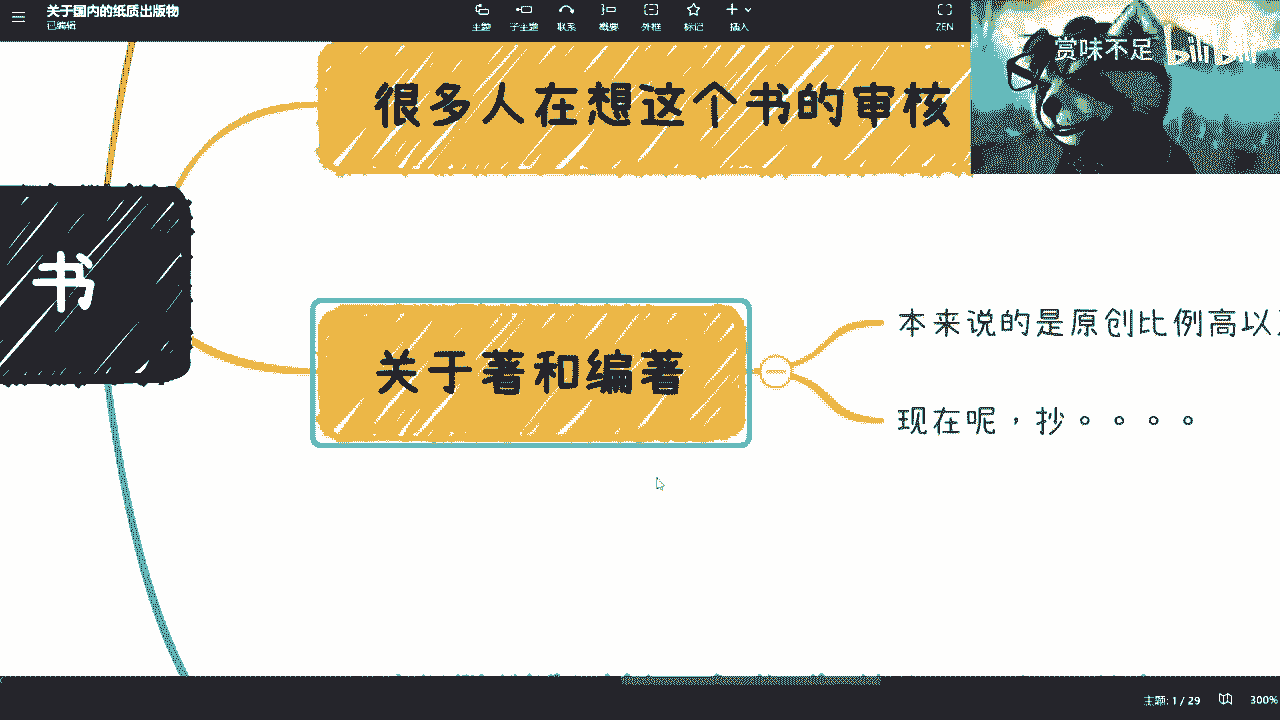 关于国内的纸质出版物
已编辑
主题
子主题
联系
概要
外框
标记
插入
ZEN
赏味不足
bilibili
很多人在想这个书的审核
书
关于著和编著
本来说的是原创比例高以
现在呢，抄。。。。
主题: 1 / 29
300%